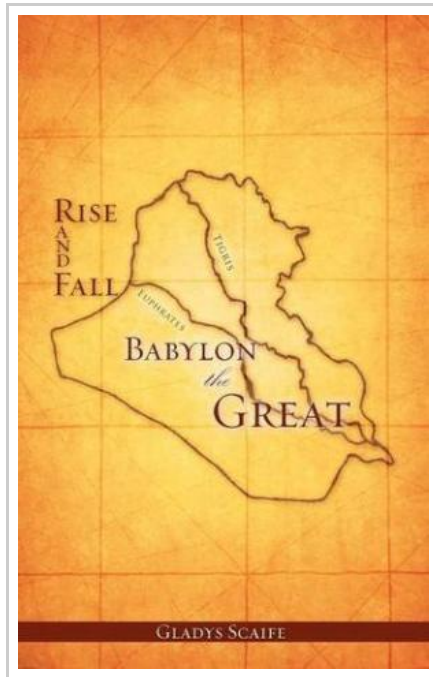 RISE
AND
FALL
TIGRIS
EUPHRATES
BABYLON
the
GREAT
GLADYS SCAIFE